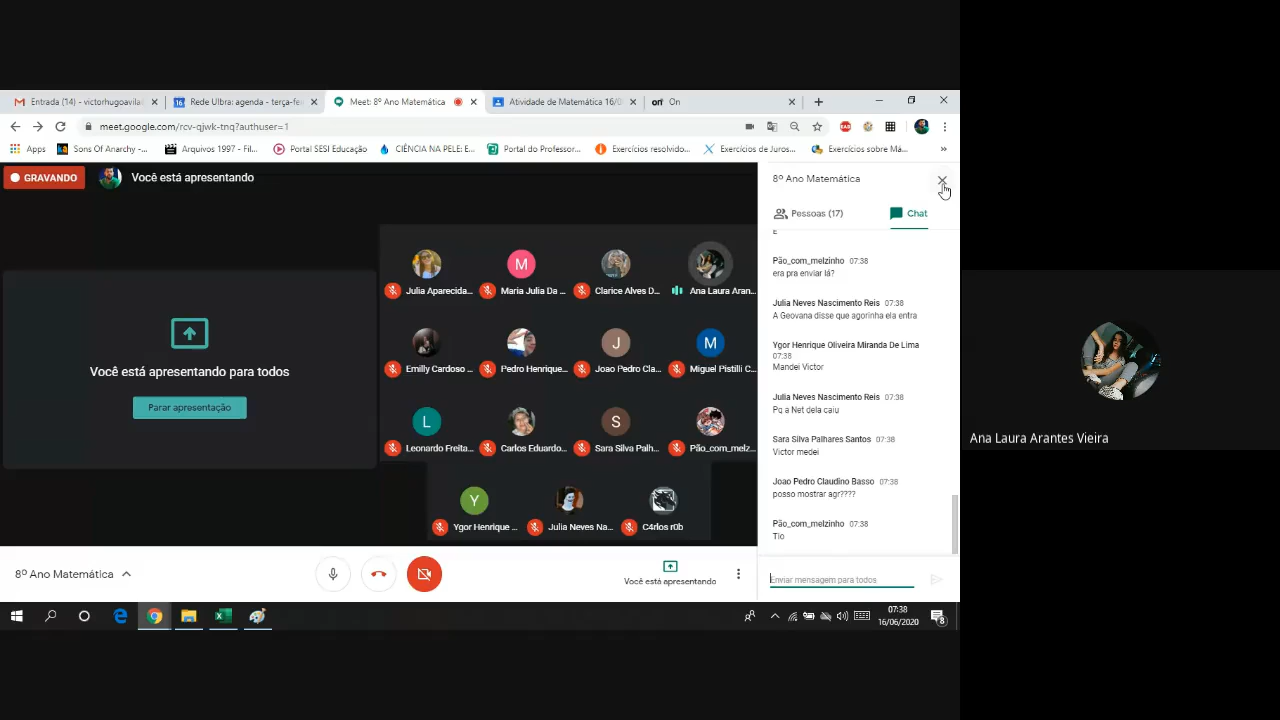 Entrada (14) - victorhugoavila
Rede Ulbra: agenda - terça-fei
Meet: 8º Ano Matemática
Atividade de Matemática 16/0
on
On
meet.google.com/rcv-qjwk-tnq?authuser=1
Apps
Sons Of Anarchy -...
Arquivos 1997 - Fil...
Portal SESI Educação
CIÊNCIA NA PELE: E...
Portal do Professor...
Exercícios resolvido...
Exercícios de Juros...
Exercícios sobre Má...
»
GRAVANDO
Você está apresentando
8º Ano Matemática
Pessoas (17)
Chat
E
Pão_com_melzinho 07:38
era pra enviar lá?
Julia Neves Nascimento Reis 07:38
A Geovana disse que agorinha ela entra
Ygor Henrique Oliveira Miranda De Lima
07:38
Mandei Victor
Julia Neves Nascimento Reis 07:38
Pq a Net dela caiu
Sara Silva Palhares Santos 07:38
Victor medei
Joao Pedro Claudino Basso 07:38
posso mostrar agr????
Pão_com_melzinho 07:38
TIo
Enviar mensagem para todos
Você está apresentando para todos
Parar apresentação
M
Julia Aparecida...
Maria Julia Da ...
Clarice Alves D...
Ana Laura Aran...
J
M
Emilly Cardoso ...
Pedro Henrique...
Joao Pedro Cla...
Miguel Pistilli C...
L
S
Leonardo Freita...
Carlos Eduardo...
Sara Silva Palh...
Pão_com_melz...
Y
Ygor Henrique ...
Julia Neves Na...
C4rlos r0b
8º Ano Matemática
Você está apresentando
07:38
16/06/2020
8
Ana Laura Arantes Vieira